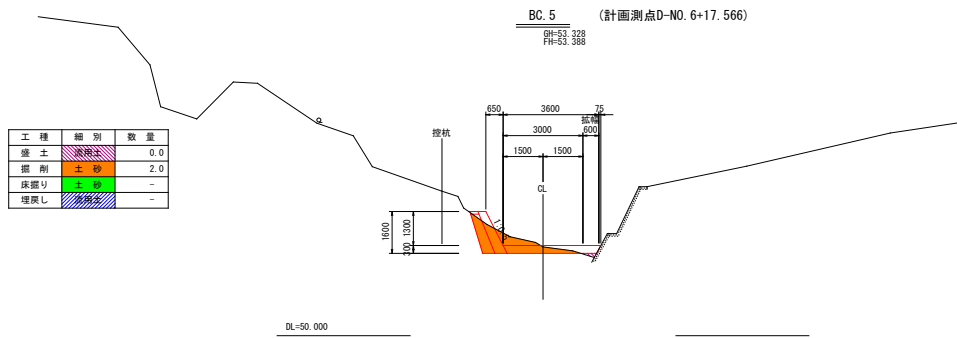 BC.5 (計画測点D-NO.6+17.566)
GH=53.328
FH=53.388
650 3600 75
拡幅
3000 600
1500 1500
控杭
CL
1600 1300 300
工 種 細 別 数 量
盛 土 流用土 0.0
掘 削 土 砂 2.0
床掘り 土 砂 -
埋戻し 流用土 -
DL=50.000